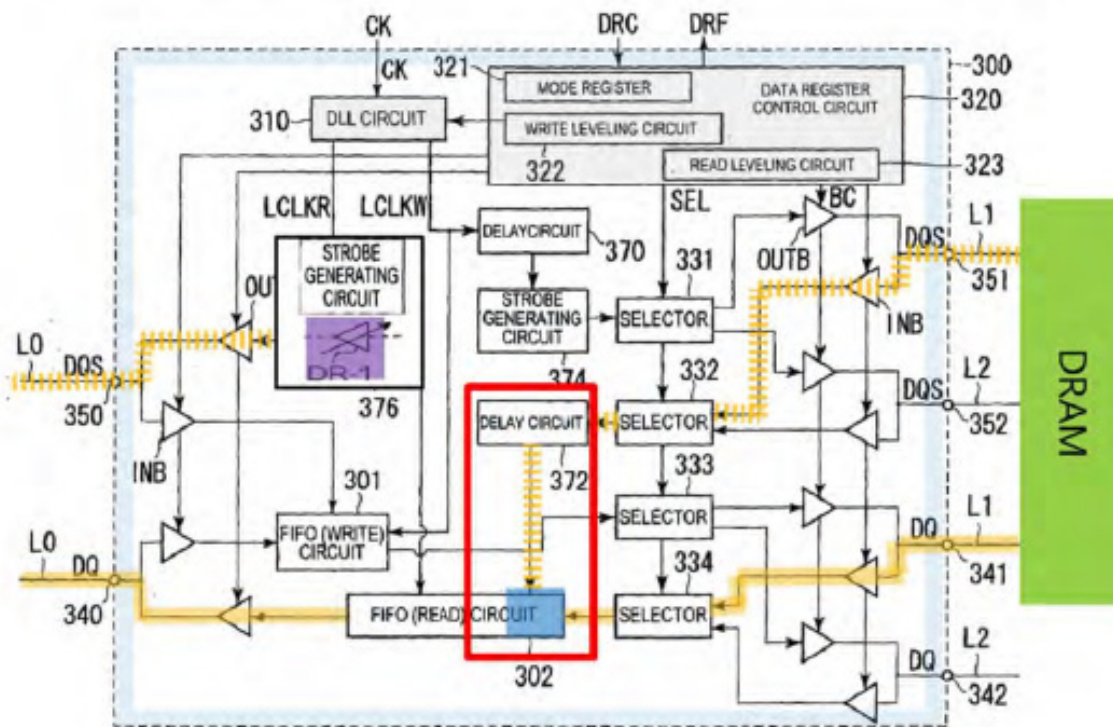 CK
DRC
DRF
CK
321
MODE REGISTER
DATA REGISTER
CONTROL CIRCUIT
300
320
310
DLL CIRCUIT
WRITE LEVELING CIRCUIT
322
READ LEVELING CIRCUIT
323
LCLKR
LCLKW
SEL
BC
L1
DQS
351
DELAYCIRCUIT
370
331
OUTB
INB
STROBE
GENERATING
CIRCUIT
OU
DR-1
376
STROBE
GENERATING
CIRCUIT
374
SELECTOR
L0
DQS
350
332
L2
DQS
352
DRAM
DELAY CIRCUIT
372
SELECTOR
INB
301
333
FIFO (WRITE)
CIRCUIT
SELECTOR
L1
DQ
341
L0
DQ
340
334
FIFO (READ) CIRCUIT
302
SELECTOR
L2
DQ
342